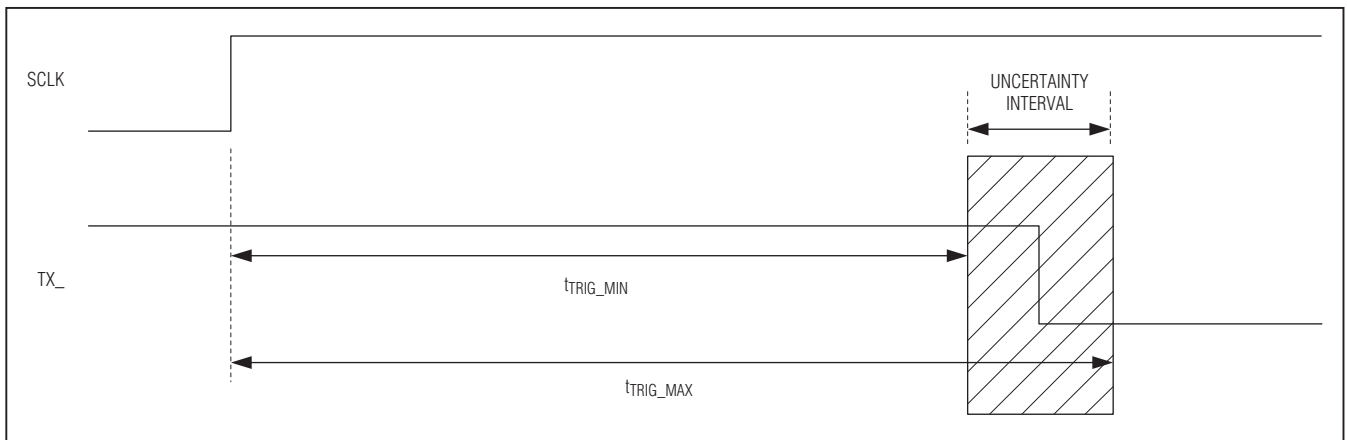 SCLK
UNCERTAINTY
INTERVAL
TX_
tTRIG_MIN
tTRIG_MAX